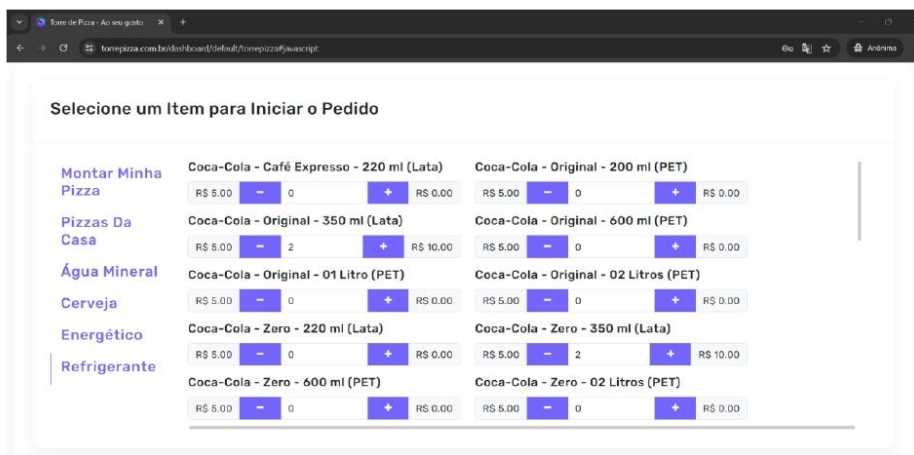 Torre de Pizza - Ao seu gosto
torrepizza.com.br/dashboard/default/torrepizza#javascript
Anônima
Selecione um Item para Iniciar o Pedido
Montar Minha
Pizza
Pizzas Da
Casa
Água Mineral
Cerveja
Energético
Refrigerante
Coca-Cola - Café Expresso - 220 ml (Lata)
R$ 5.00 − 0 + R$ 0.00
Coca-Cola - Original - 200 ml (PET)
R$ 5.00 − 0 + R$ 0.00
Coca-Cola - Original - 350 ml (Lata)
R$ 5.00 − 2 + R$ 10.00
Coca-Cola - Original - 600 ml (PET)
R$ 5.00 − 0 + R$ 0.00
Coca-Cola - Original - 01 Litro (PET)
R$ 5.00 − 0 + R$ 0.00
Coca-Cola - Original - 02 Litros (PET)
R$ 5.00 − 0 + R$ 0.00
Coca-Cola - Zero - 220 ml (Lata)
R$ 5.00 − 0 + R$ 0.00
Coca-Cola - Zero - 350 ml (Lata)
R$ 5.00 − 2 + R$ 10.00
Coca-Cola - Zero - 600 ml (PET)
R$ 5.00 − 0 + R$ 0.00
Coca-Cola - Zero - 02 Litros (PET)
R$ 5.00 − 0 + R$ 0.00